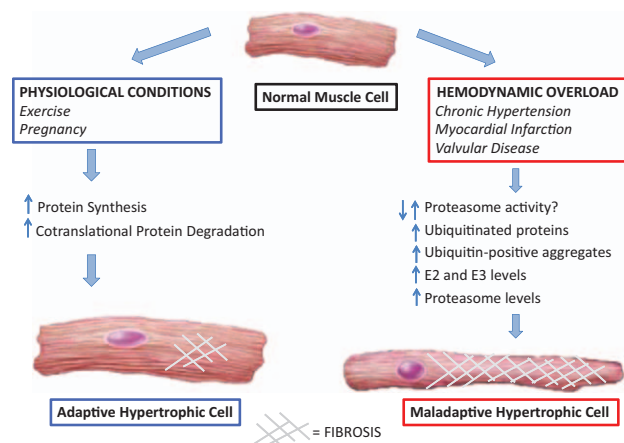 Normal Muscle Cell
PHYSIOLOGICAL CONDITIONS
Exercise
Pregnancy
Protein Synthesis
Cotranslational Protein Degradation
Adaptive Hypertrophic Cell
HEMODYNAMIC OVERLOAD
Chronic Hypertension
Myocardial Infarction
Valvular Disease
Proteasome activity?
Ubiquitinated proteins
Ubiquitin-positive aggregates
E2 and E3 levels
Proteasome levels
Maladaptive Hypertrophic Cell
= FIBROSIS